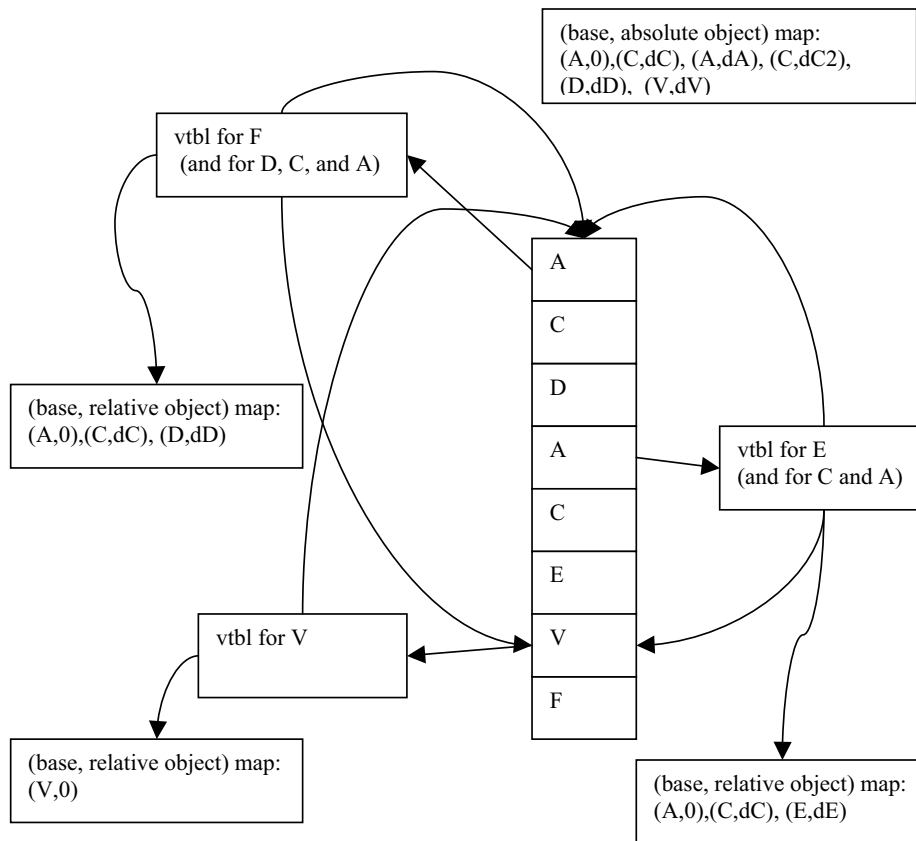 (base, absolute object) map:
(A,0),(C,dC), (A,dA), (C,dC2),
(D,dD), (V,dV)
vtbl for F
(and for D, C, and A)
A
C
D
A
C
E
V
F
(base, relative object) map:
(A,0),(C,dC), (D,dD)
vtbl for E
(and for C and A)
vtbl for V
(base, relative object) map:
(V,0)
(base, relative object) map:
(A,0),(C,dC), (E,dE)